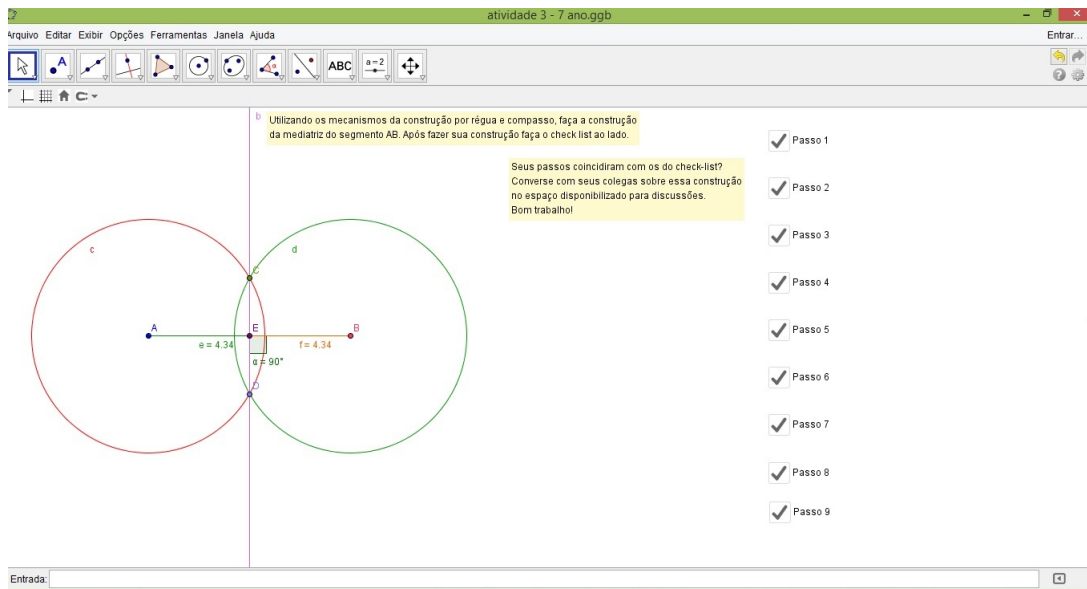 atividade 3 - 7 ano.ggb
Arquivo Editar Exibir Opções Ferramentas Janela Ajuda
Entrar...
A
α
ABC
a=2
b
Utilizando os mecanismos da construção por régua e compasso, faça a construção
da mediatriz do segmento AB. Após fazer sua construção faça o check list ao lado.
Seus passos coincidiram com os do check-list?
Converse com seus colegas sobre essa construção
no espaço disponibilizado para discussões.
Bom trabalho!
Passo 1
Passo 2
Passo 3
Passo 4
Passo 5
Passo 6
Passo 7
Passo 8
Passo 9
c
d
C
A
E
B
e = 4.34
f = 4.34
α = 90°
D
Entrada: